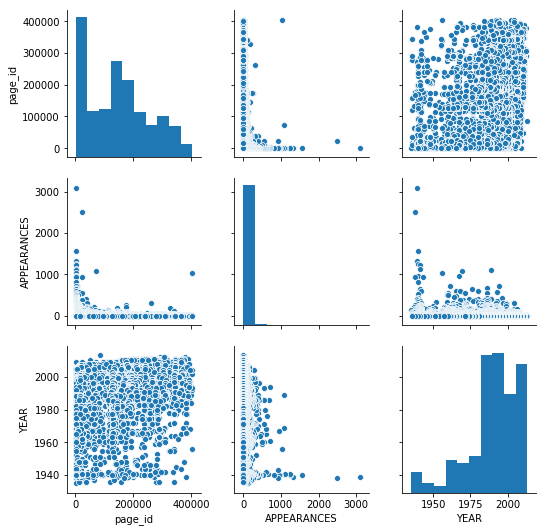 400000
300000
200000
100000
0
page_id
3000
2000
1000
0
APPEARANCES
2000
1980
1960
1940
YEAR
0 200000 400000
page_id
0 1000 2000 3000
APPEARANCES
1950 1975 2000
YEAR